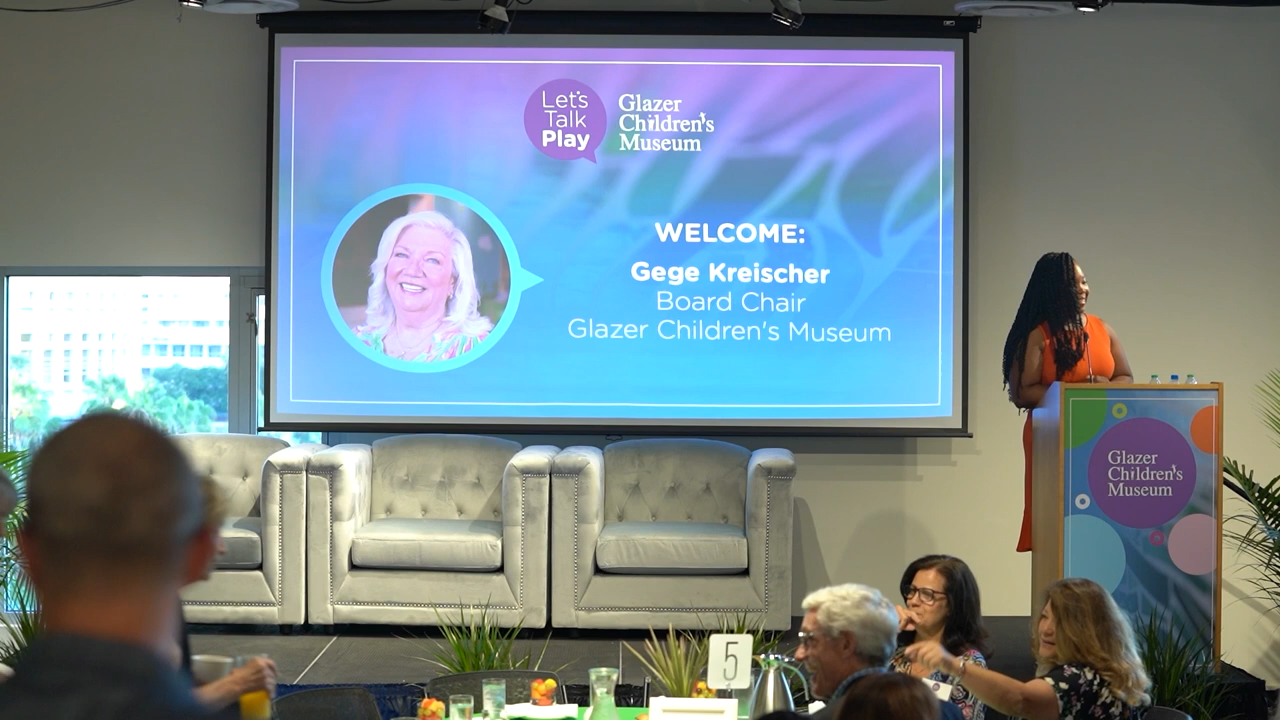 Let's
Talk
Play
Glazer
Children's
Museum
WELCOME:
Gege Kreischer
Board Chair
Glazer Children's Museum
Glazer
Children's
Museum
5